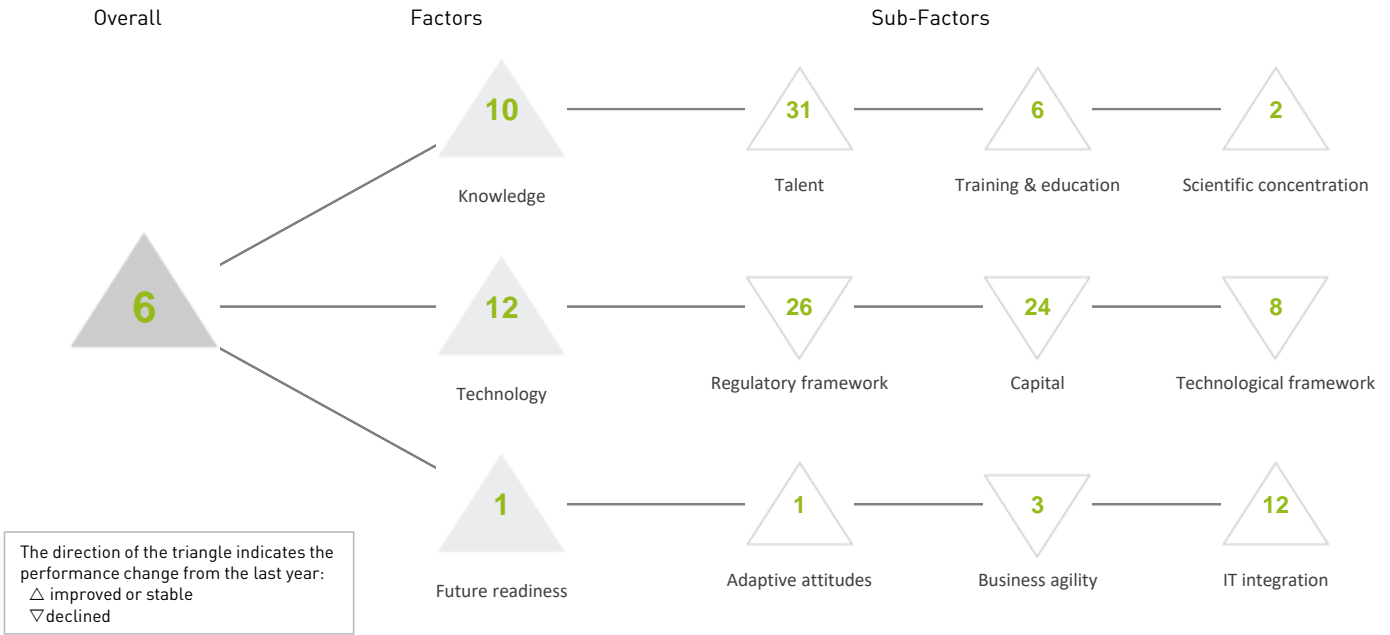 Overall
Factors
Sub-Factors
10
31
6
2
Knowledge
Talent
Training & education
Scientific concentration
6
12
26
24
8
Technology
Regulatory framework
Capital
Technological framework
1
1
3
12
Future readiness
Adaptive attitudes
Business agility
IT integration
The direction of the triangle indicates the
performance change from the last year:
△ improved or stable
▽ declined